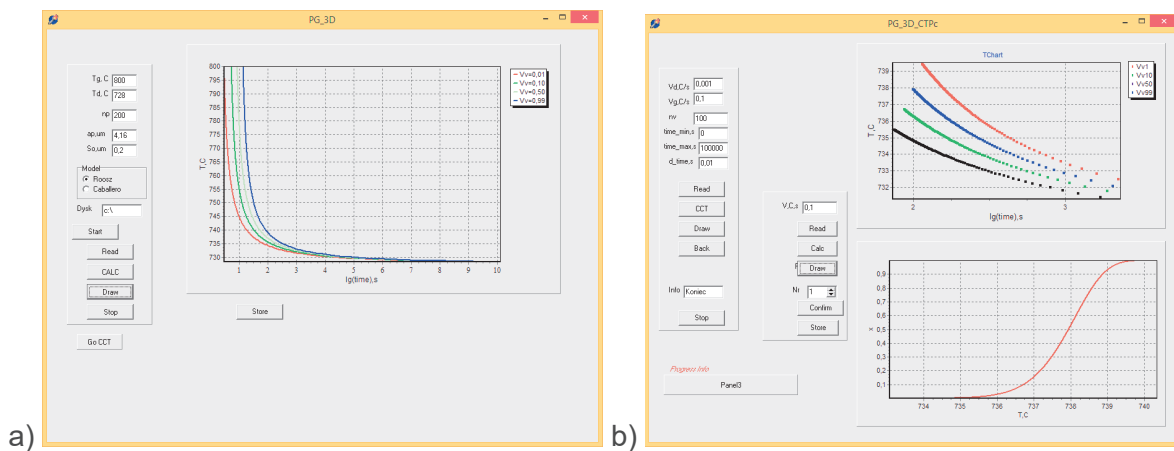 PG_3D
Tg, C 800
Td, C 728
np 200
ap,um 4,16
So,um 0,2
Model
Roosz
Caballero
Dysk c:\
Start
Read
CALC
Draw
Stop
Go CCT
T,C
800
790
780
770
760
750
740
730
1 2 3 4 5 6 7 8 9 10
lg(time),s
Vv=0,01
Vv=0,10
Vv=0,50
Vv=0,99
Store
a)
PG_3D_CTPc
Vd,C/s 0,001
Vg,C/s 0,1
nv 100
time_min,s 0
time_max,s 100000
d_time,s 0,01
Read
CCT
Draw
Back
Info Koniec
Stop
V,C,s 0,1
Read
Calc
Draw
Nr 1
Confirm
Store
Progress Info
Panel3
TChart
T,C
739
738
737
736
735
734
733
732
2 3
lg(time),s
Vv1
Vv10
Vv50
Vv99
x
0,9
0,8
0,7
0,6
0,5
0,4
0,3
0,2
0,1
734 735 736 737 738 739 740
T,C
b)